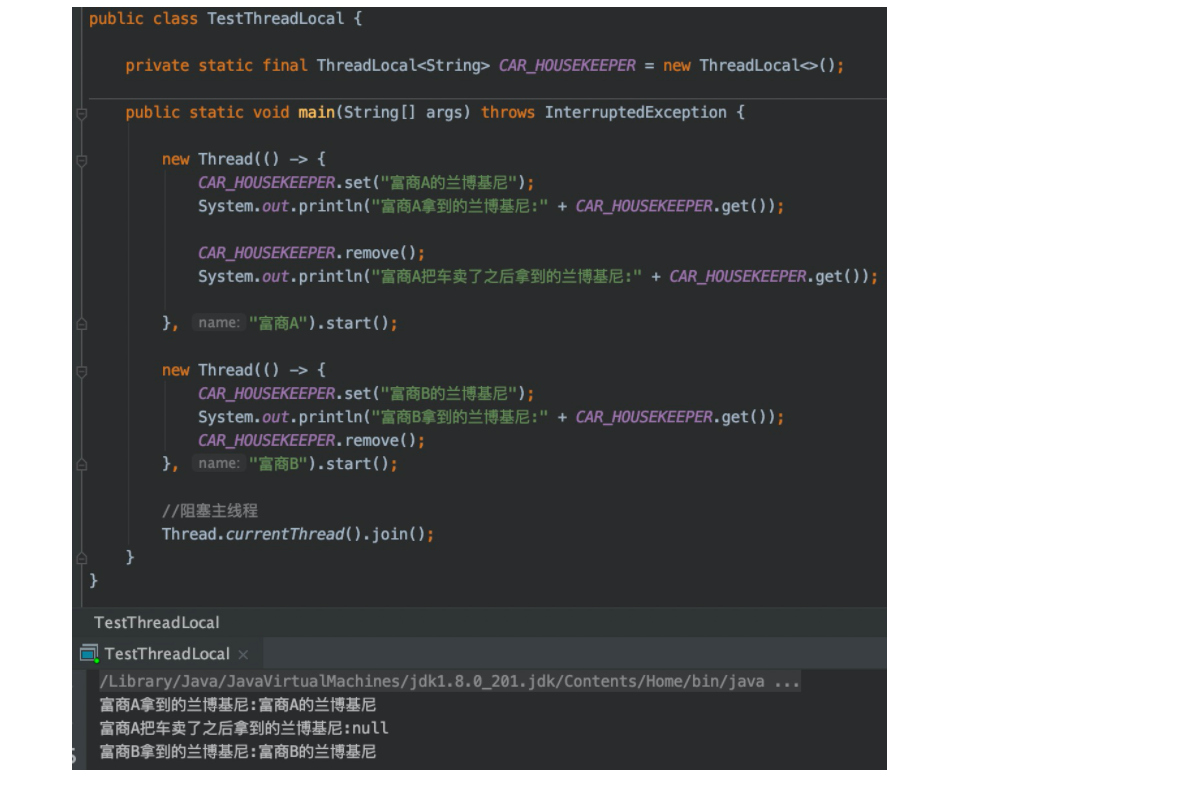 public class TestThreadLocal {
private static final ThreadLocal<String> CAR_HOUSEKEEPER = new ThreadLocal<>();
public static void main(String[] args) throws InterruptedException {
new Thread(() -> {
CAR_HOUSEKEEPER.set("富商A的兰博基尼");
System.out.println("富商A拿到的兰博基尼:" + CAR_HOUSEKEEPER.get());
CAR_HOUSEKEEPER.remove();
System.out.println("富商A把车卖了之后拿到的兰博基尼:" + CAR_HOUSEKEEPER.get());
}, name: "富商A").start();
new Thread(() -> {
CAR_HOUSEKEEPER.set("富商B的兰博基尼");
System.out.println("富商B拿到的兰博基尼:" + CAR_HOUSEKEEPER.get());
CAR_HOUSEKEEPER.remove();
}, name: "富商B").start();
//阻塞主线程
Thread.currentThread().join();
}
}
TestThreadLocal
TestThreadLocal ×
/Library/Java/JavaVirtualMachines/jdk1.8.0_201.jdk/Contents/Home/bin/java ...
富商A拿到的兰博基尼:富商A的兰博基尼
富商A把车卖了之后拿到的兰博基尼:null
富商B拿到的兰博基尼:富商B的兰博基尼